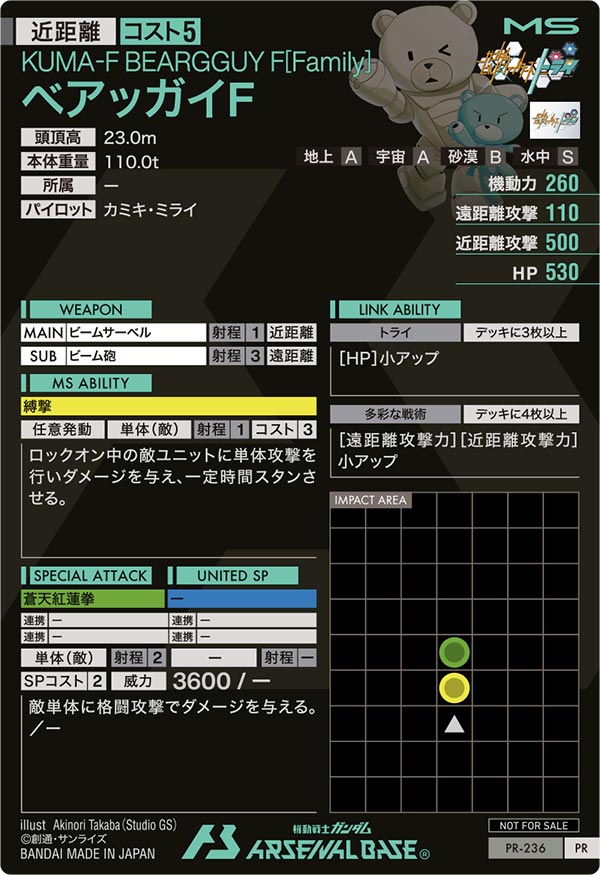 近距離 コスト5 MS
KUMA-F BEARGGUY F[Family]
ベアッガイF
頭頂高 23.0m
本体重量 110.0t
所属 ー
パイロット カミキ・ミライ
地上 A 宇宙 A 砂漠 B 水中 S
機動力 260
遠距離攻撃 110
近距離攻撃 500
HP 530
WEAPON
MAIN ビームサーベル 射程 1 近距離
SUB ビーム砲 射程 3 遠距離
MS ABILITY
縛撃
任意発動 単体(敵) 射程 1 コスト 3
ロックオン中の敵ユニットに単体攻撃を
行いダメージを与え、一定時間スタンさ
せる。
SPECIAL ATTACK UNITED SP
蒼天紅蓮拳 ー
連携 ー 連携 ー
連携 ー 連携 ー
単体(敵) 射程 2 ー 射程 ー
SPコスト 2 威力 3600 / ー
敵単体に格闘攻撃でダメージを与える。
/ー
LINK ABILITY
トライ デッキに3枚以上
[HP]小アップ
多彩な戦術 デッキに4枚以上
[遠距離攻撃力][近距離攻撃力]
小アップ
IMPACT AREA
illust Akinori Takaba(Studio GS)
©創通・サンライズ
BANDAI MADE IN JAPAN
機動戦士ガンダム
ARSENAL BASE®
NOT FOR SALE
PR-236 PR